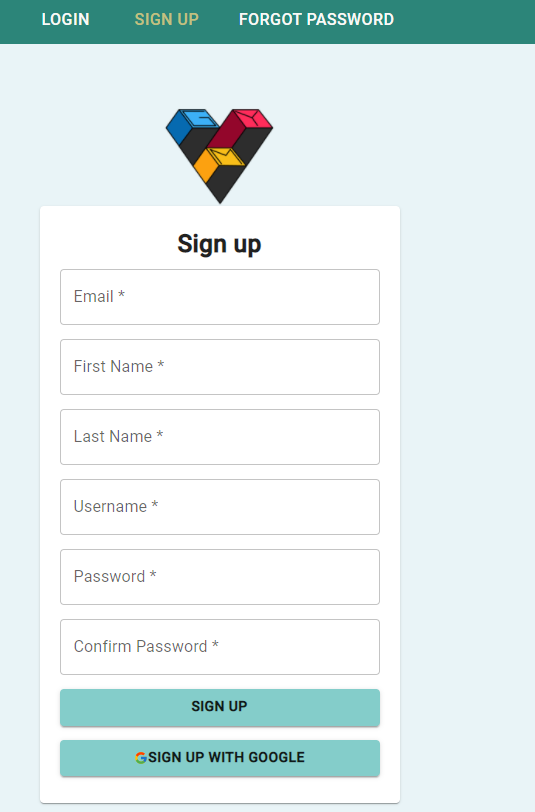 LOGIN SIGN UP FORGOT PASSWORD
Sign up
Email *
First Name *
Last Name *
Username *
Password *
Confirm Password *
SIGN UP
SIGN UP WITH GOOGLE